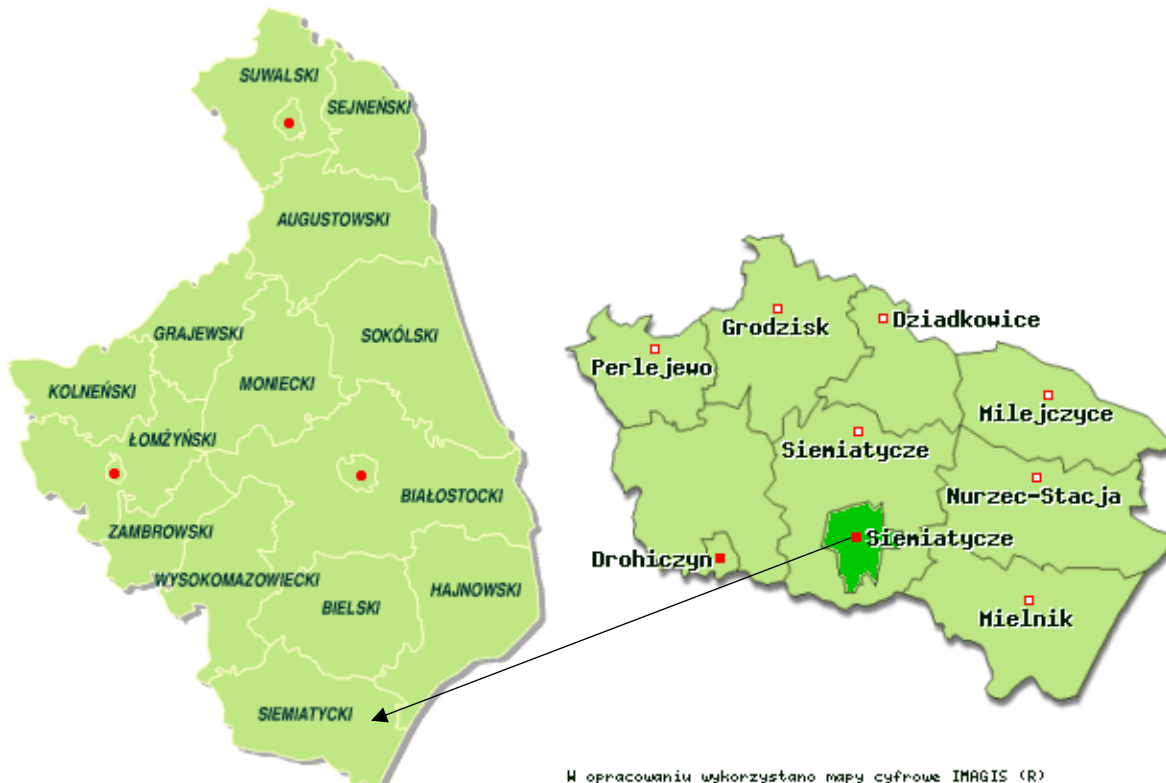 SUWALSKI
SEJNEŃSKI
AUGUSTOWSKI
GRAJEWSKI
SOKÓLSKI
KOLNEŃSKI
MONIECKI
ŁOMŻYŃSKI
BIAŁOSTOCKI
ZAMBROWSKI
WYSOKOMAZOWIECKI
HAJNOWSKI
BIELSKI
SIEMIATYCKI
Grodzisk
Dziadkowice
Perlejewo
Milejczyce
Siemiatycze
Nurzec-Stacja
Siemiatycze
Drohiczyn
Mielnik
W opracowaniu wykorzystano mapy cyfrowe IMAGIS (R)